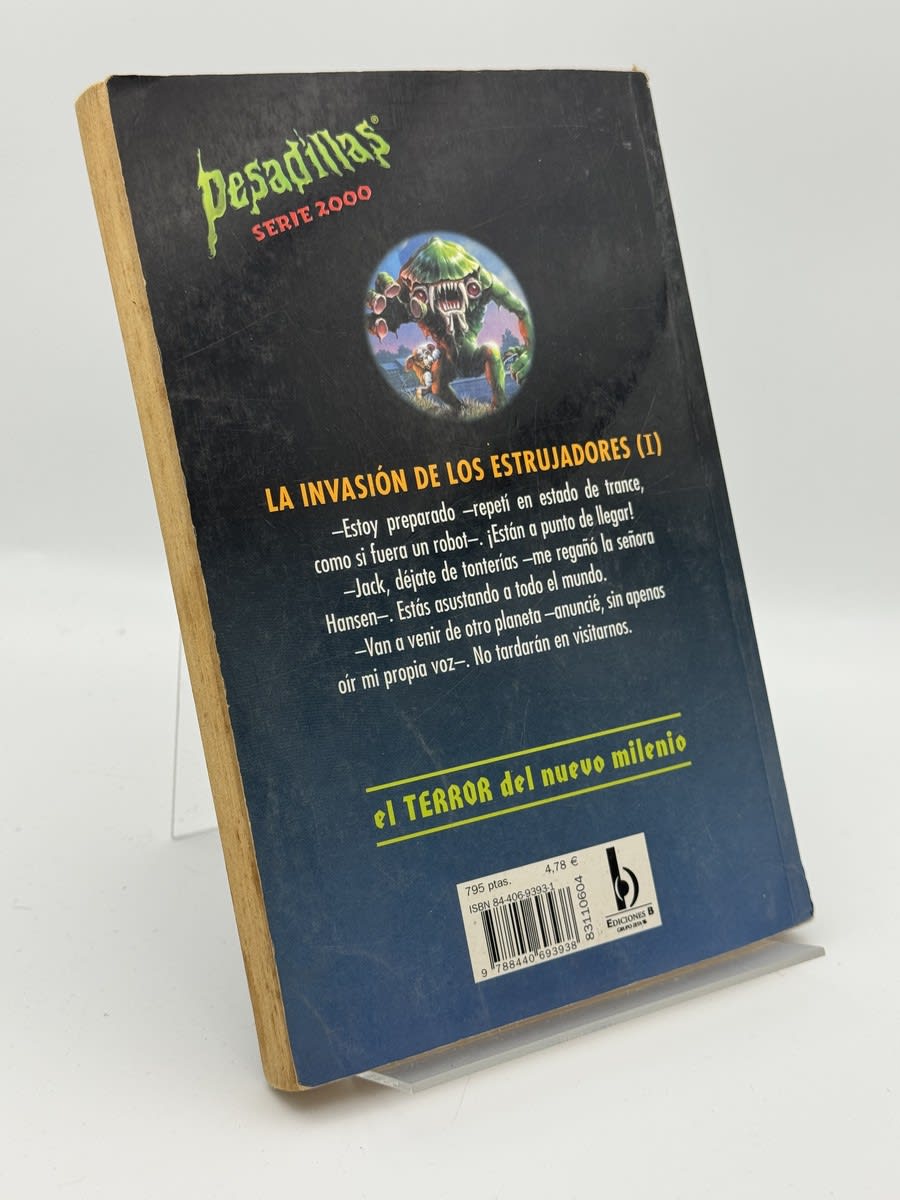 Pesadillas®
SERIE 2000
LA INVASIÓN DE LOS ESTRUJADORES (I)
–Estoy preparado –repetí en estado de trance,
como si fuera un robot–. ¡Están a punto de llegar!
–Jack, déjate de tonterías –me regañó la señora
Hansen–. Estás asustando a todo el mundo.
–Van a venir de otro planeta –anuncié, sin apenas
oír mi propia voz–. No tardarán en visitarnos.
el TERROR del nuevo milenio
795 ptas. 4,78 €
ISBN 84-406-9393-1
9 788440 693938
83110604
EDICIONES B
GRUPO ZETA